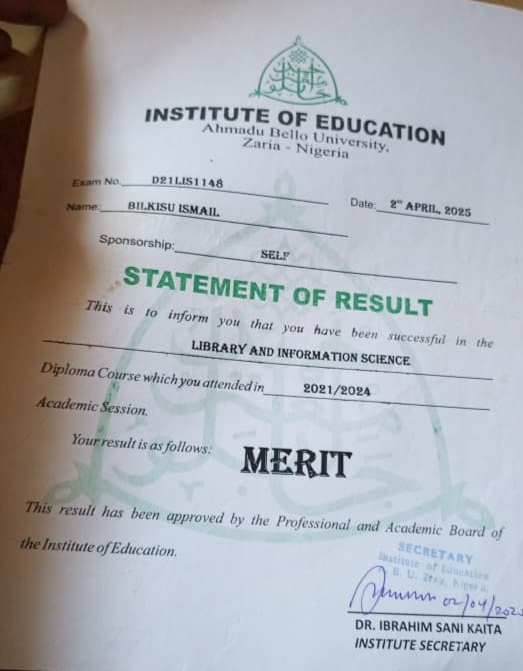 INSTITUTE OF EDUCATION
Ahmadu Bello University,
Zaria - Nigeria
Exam No. D21LIS1148
Date: 2ⁿᵈ APRIL, 2025
Name: BILKISU ISMAIL
Sponsorship: SELF
STATEMENT OF RESULT
This is to inform you that you have been successful in the
LIBRARY AND INFORMATION SCIENCE
Diploma Course which you attended in 2021/2024
Academic Session.
Your result is as follows: MERIT
This result has been approved by the Professional and Academic Board of
the Institute of Education.
SECRETARY
Institute of Education
B. U. Zaria, Nigeria.
02/04/2025
DR. IBRAHIM SANI KAITA
INSTITUTE SECRETARY